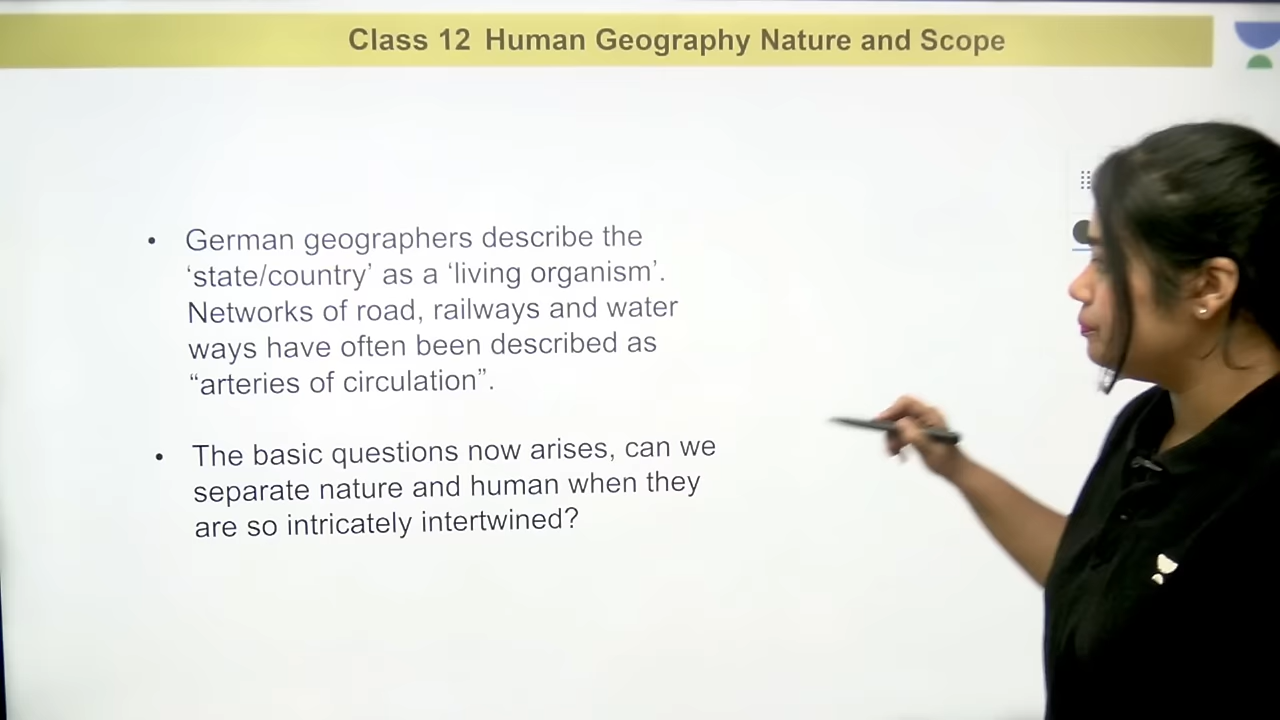 Class 12 Human Geography Nature and Scope
• German geographers describe the
‘state/country’ as a ‘living organism’.
Networks of road, railways and water
ways have often been described as
“arteries of circulation”.
• The basic questions now arises, can we
separate nature and human when they
are so intricately intertwined?